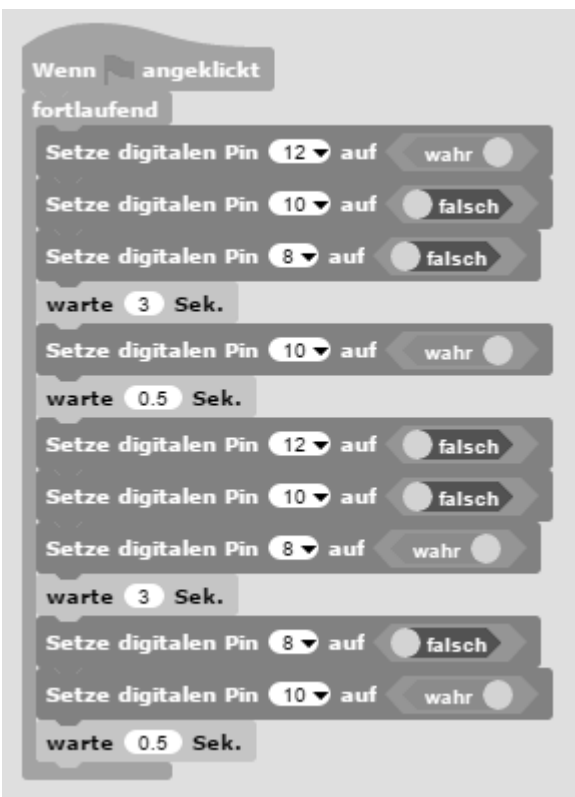 Wenn angeklickt
fortlaufend
Setze digitalen Pin 12 auf wahr
Setze digitalen Pin 10 auf falsch
Setze digitalen Pin 8 auf falsch
warte 3 Sek.
Setze digitalen Pin 10 auf wahr
warte 0.5 Sek.
Setze digitalen Pin 12 auf falsch
Setze digitalen Pin 10 auf falsch
Setze digitalen Pin 8 auf wahr
warte 3 Sek.
Setze digitalen Pin 8 auf falsch
Setze digitalen Pin 10 auf wahr
warte 0.5 Sek.